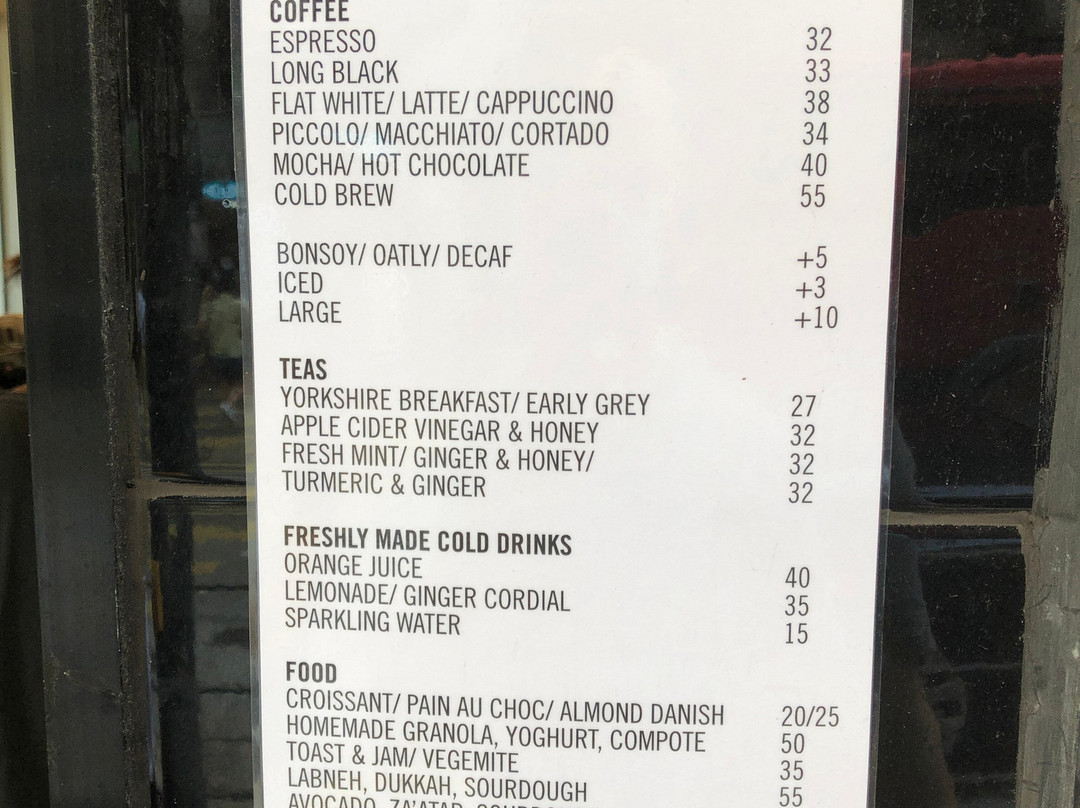 COFFEE
ESPRESSO 32
LONG BLACK 33
FLAT WHITE/ LATTE/ CAPPUCCINO 38
PICCOLO/ MACCHIATO/ CORTADO 34
MOCHA/ HOT CHOCOLATE 40
COLD BREW 55
BONSOY/ OATLY/ DECAF +5
ICED +3
LARGE +10
TEAS
YORKSHIRE BREAKFAST/ EARLY GREY 27
APPLE CIDER VINEGAR & HONEY 32
FRESH MINT/ GINGER & HONEY/ 32
TURMERIC & GINGER 32
FRESHLY MADE COLD DRINKS
ORANGE JUICE 40
LEMONADE/ GINGER CORDIAL 35
SPARKLING WATER 15
FOOD
CROISSANT/ PAIN AU CHOC/ ALMOND DANISH 20/25
HOMEMADE GRANOLA, YOGHURT, COMPOTE 50
TOAST & JAM/ VEGEMITE 35
LABNEH, DUKKAH, SOURDOUGH 55
AVOCADO, ZA'ATAR,